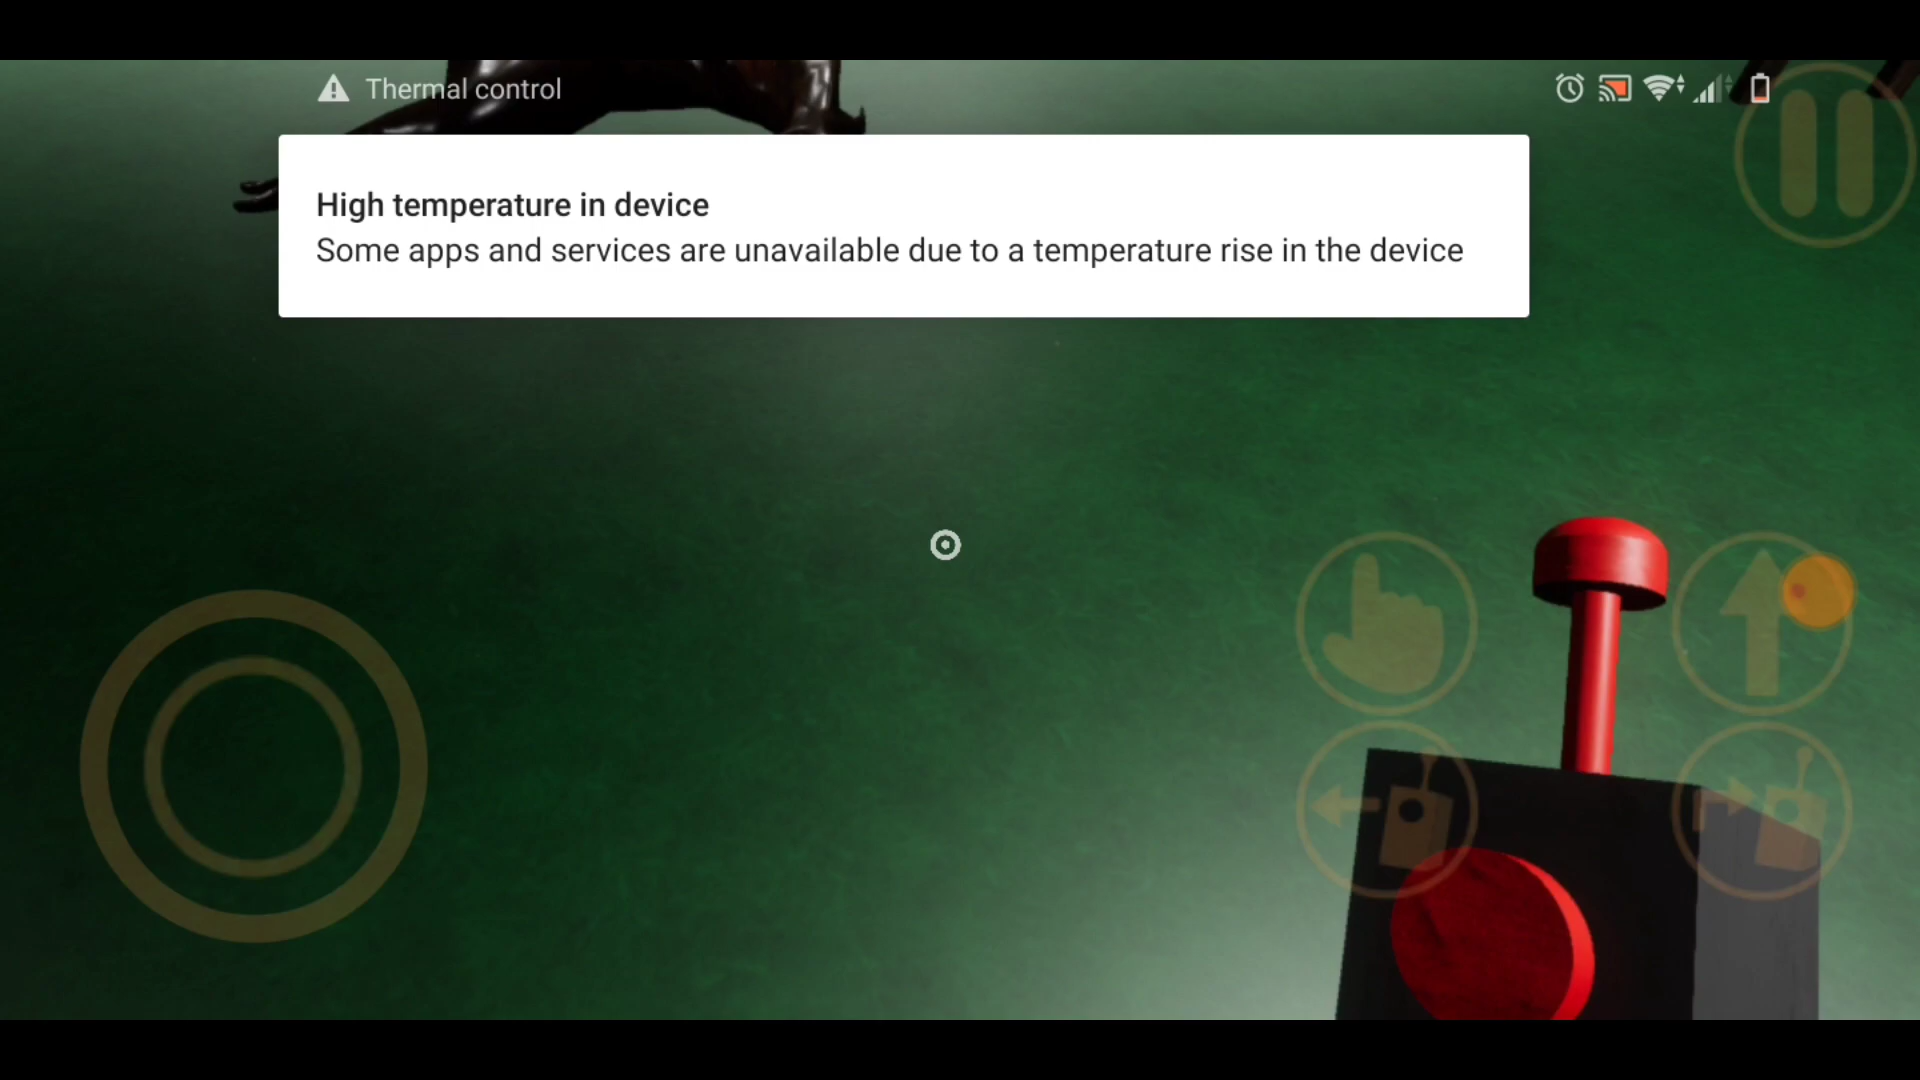 Thermal control
High temperature in device
Some apps and services are unavailable due to a temperature rise in the device